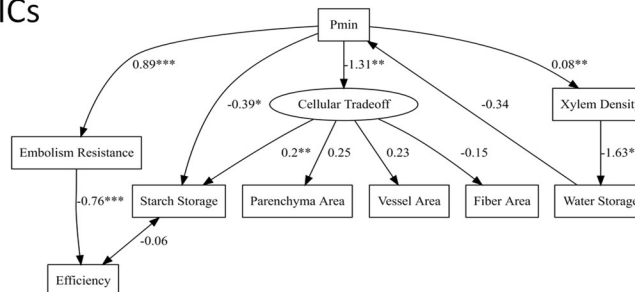 ICs
Pmin
0.89***
-1.31**
0.08**
-0.39*
Cellular Tradeoff
-0.34
Xylem Densit
Embolism Resistance
0.2**
0.25
0.23
-0.15
-1.63*
-0.76***
Starch Storage
Parenchyma Area
Vessel Area
Fiber Area
Water Storage
-0.06
Efficiency